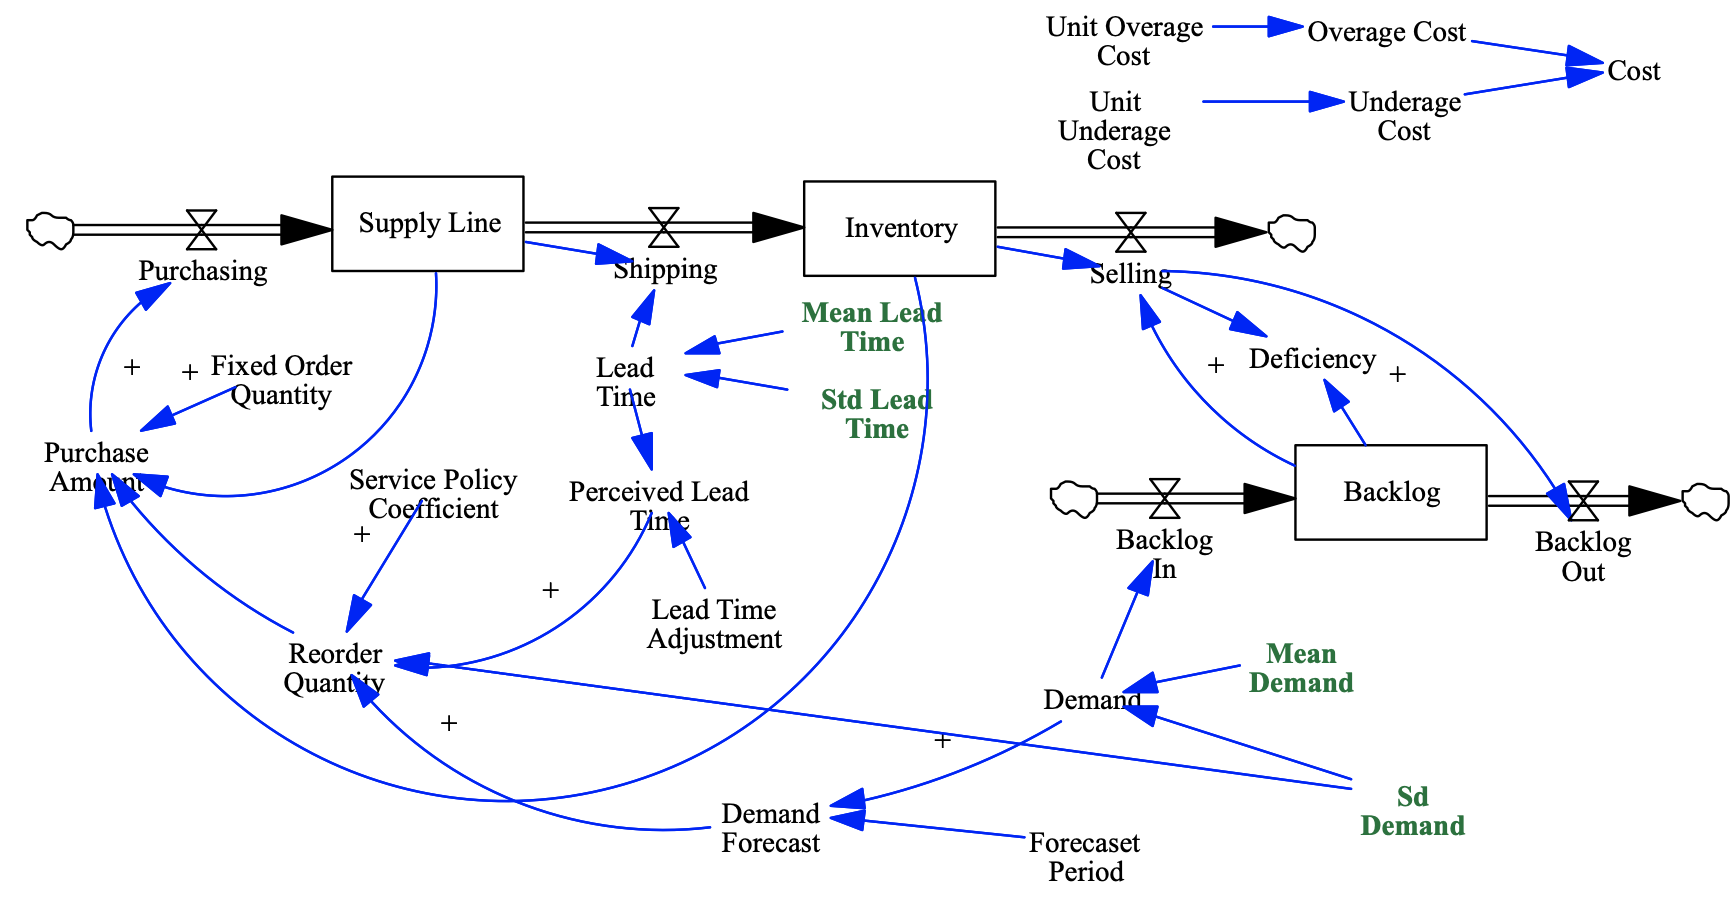 Unit Overage
Cost
Overage Cost
Cost
Unit
Underage
Cost
Underage
Cost
Supply Line
Inventory
Purchasing
Shipping
Selling
Mean Lead
Time
Fixed Order
Quantity
+
+
Lead
Time
Deficiency
+
+
Std Lead
Time
Purchase
Amount
Service Policy
Coefficient
+
Perceived Lead
Time
Backlog
Backlog
In
Backlog
Out
+
Lead Time
Adjustment
Reorder
Quantity
Mean
Demand
Demand
+
+
Sd
Demand
Demand
Forecast
Forecaset
Period